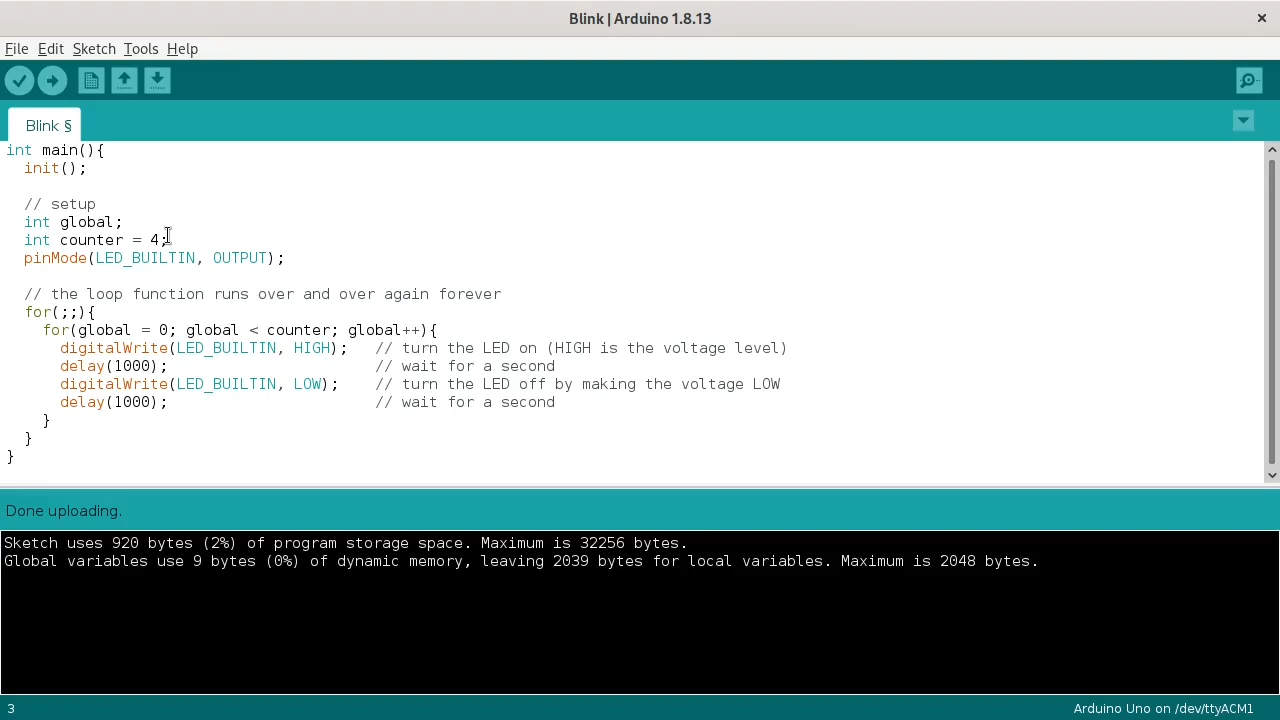 Blink | Arduino 1.8.13
File Edit Sketch Tools Help
Blink §
int main(){
  init();

  // setup
  int global;
  int counter = 4;
  pinMode(LED_BUILTIN, OUTPUT);

  // the loop function runs over and over again forever
  for(;;){
    for(global = 0; global < counter; global++){
      digitalWrite(LED_BUILTIN, HIGH);   // turn the LED on (HIGH is the voltage level)
      delay(1000);                       // wait for a second
      digitalWrite(LED_BUILTIN, LOW);    // turn the LED off by making the voltage LOW
      delay(1000);                       // wait for a second
    }
  }
}
Done uploading.
Sketch uses 920 bytes (2%) of program storage space. Maximum is 32256 bytes.
Global variables use 9 bytes (0%) of dynamic memory, leaving 2039 bytes for local variables. Maximum is 2048 bytes.
3 Arduino Uno on /dev/ttyACM1